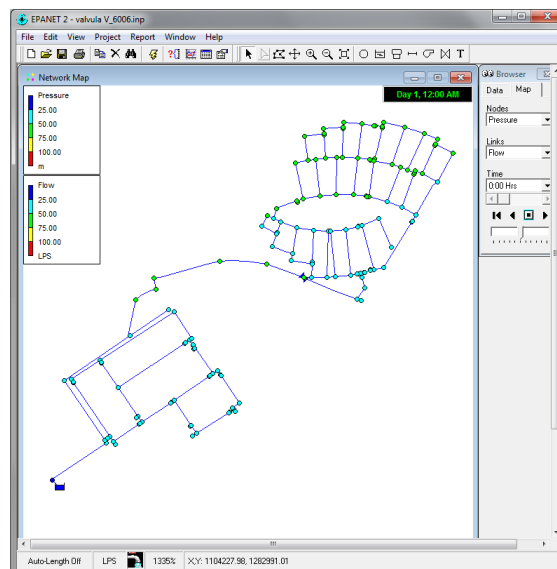 EPANET 2 - valvula V_6006.inp
File Edit View Project Report Window Help
T
Network Map
Day 1, 12:00 AM
Pressure
25.00
50.00
75.00
100.00
m
Flow
25.00
50.00
75.00
100.00
LPS
Browser
Data Map
Nodes
Pressure
Links
Flow
Time
0:00 Hrs
Auto-Length Off LPS 1335% X,Y: 1104227.98, 1282991.01